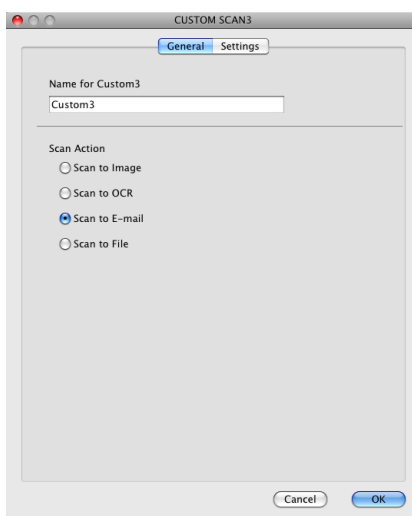 CUSTOM SCAN3
General Settings
Name for Custom3
Custom3
Scan Action
Scan to Image
Scan to OCR
Scan to E-mail
Scan to File
Cancel OK